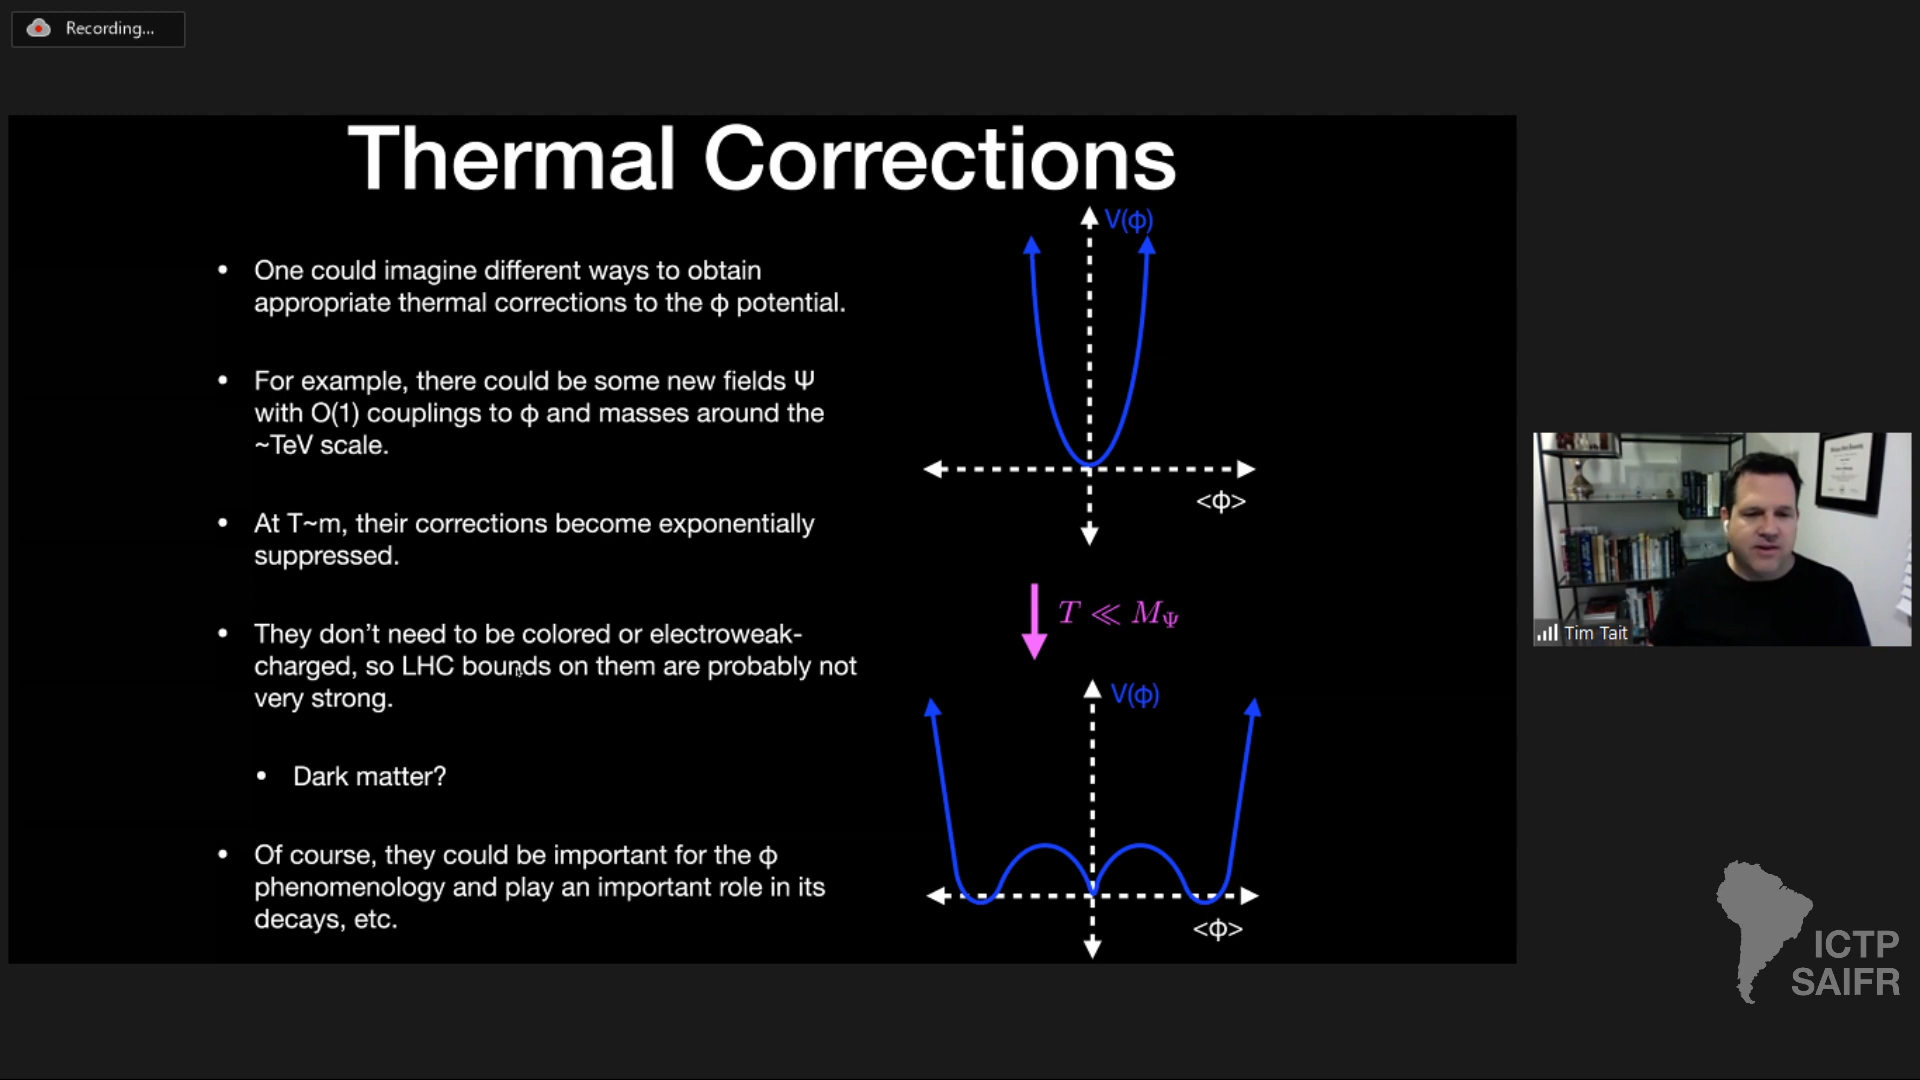 Recording...
Thermal Corrections
• One could imagine different ways to obtain
appropriate thermal corrections to the ϕ potential.
• For example, there could be some new fields Ψ
with O(1) couplings to ϕ and masses around the
~TeV scale.
• At T~m, their corrections become exponentially
suppressed.
• They don’t need to be colored or electroweak-
charged, so LHC bounds on them are probably not
very strong.
• Dark matter?
• Of course, they could be important for the ϕ
phenomenology and play an important role in its
decays, etc.
V(ϕ)
<ϕ>
T ≪ M_Ψ
V(ϕ)
<ϕ>
Tim Tait
ICTP
SAIFR